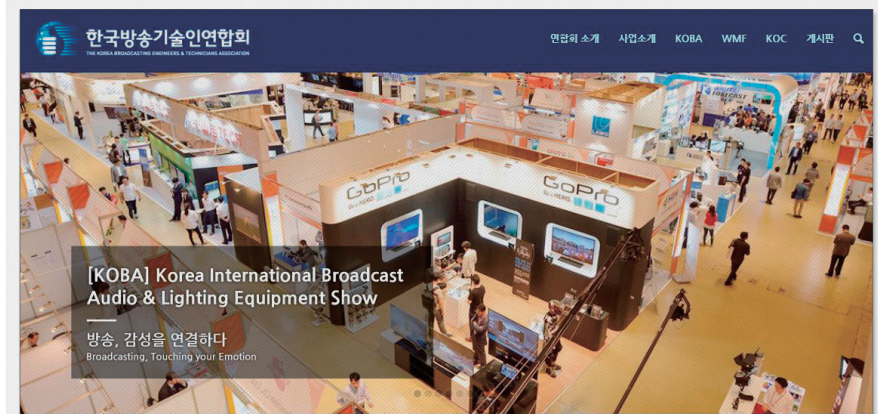 한국방송기술인연합회
THE KOREA BROADCASTING ENGINEERS & TECHNICIANS ASSOCIATION
연합회 소개 사업소개 KOBA WMF KOC 게시판
GoPro
GoPro
[KOBA] Korea International Broadcast
Audio & Lighting Equipment Show
방송, 감성을 연결하다
Broadcasting, Touching your Emotion